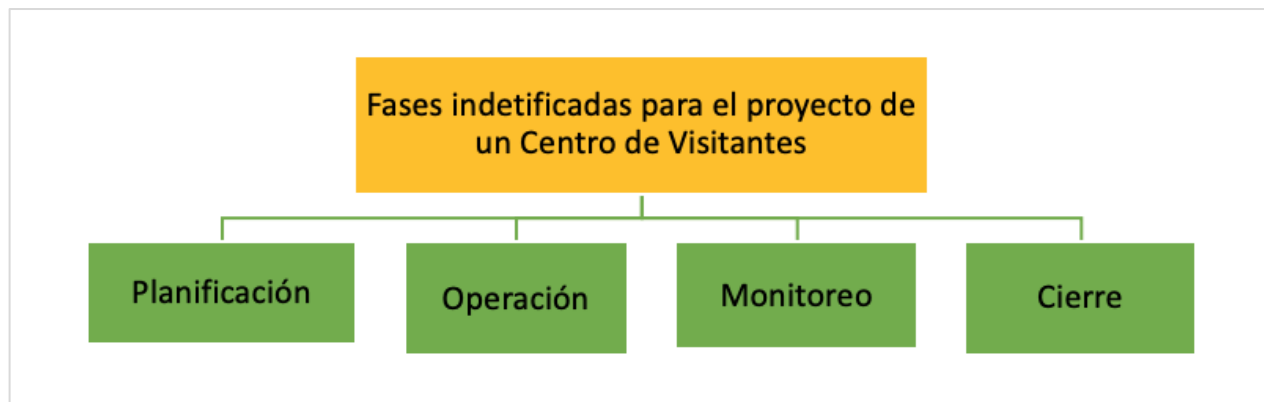 Fases indetificadas para el proyecto de
un Centro de Visitantes
Planificación
Operación
Monitoreo
Cierre